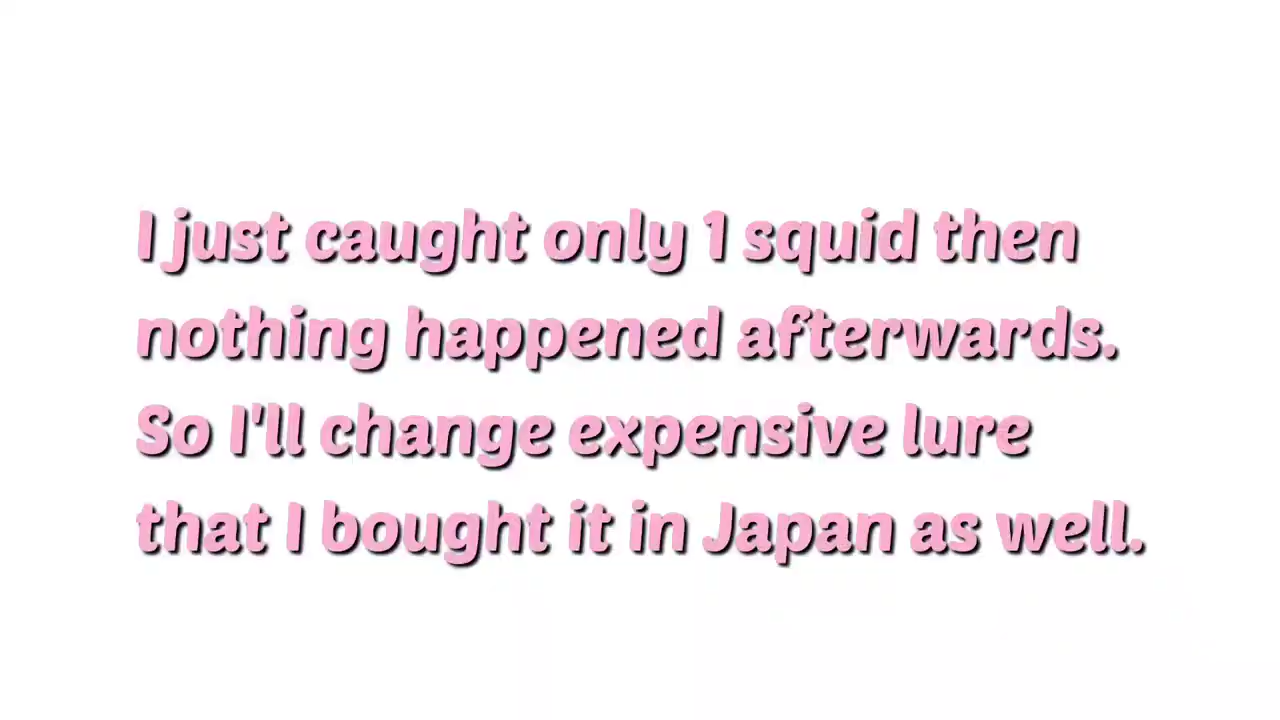 I just caught only 1 squid then
nothing happened afterwards.
So I'll change expensive lure
that I bought it in Japan as well.